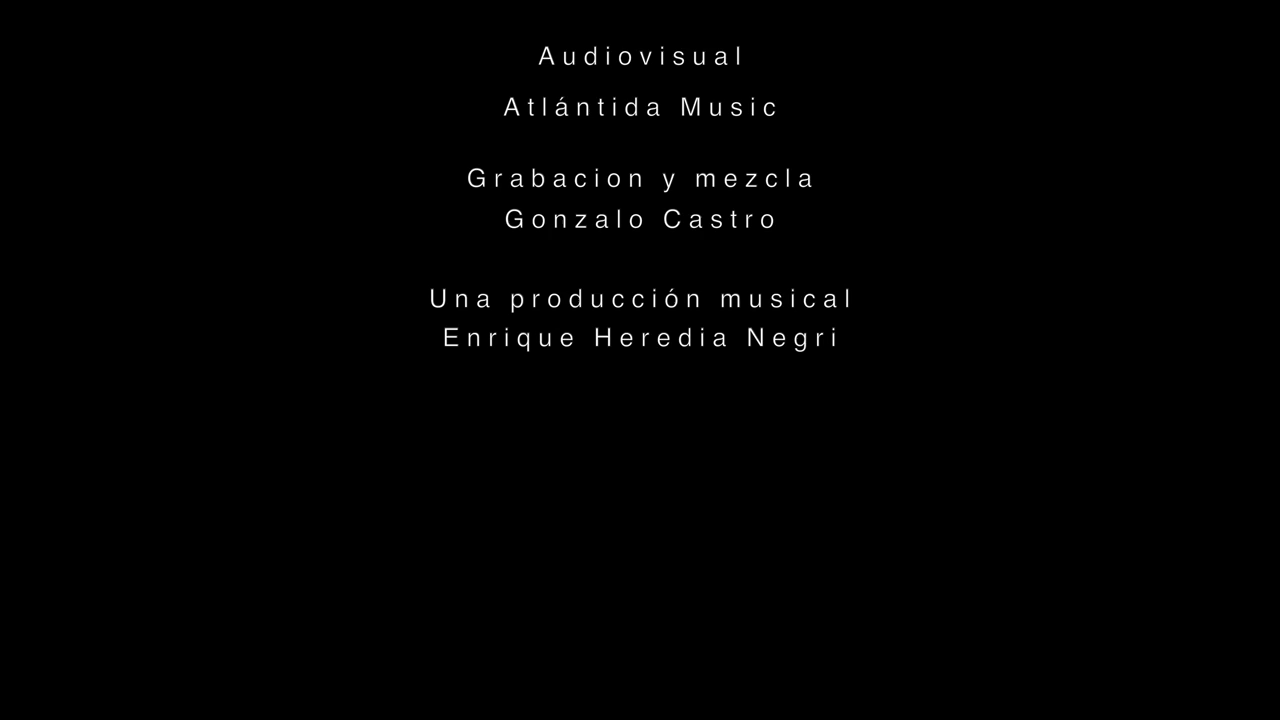 Audiovisual
Atlántida Music
Grabacion y mezcla
Gonzalo Castro
Una producción musical
Enrique Heredia Negri